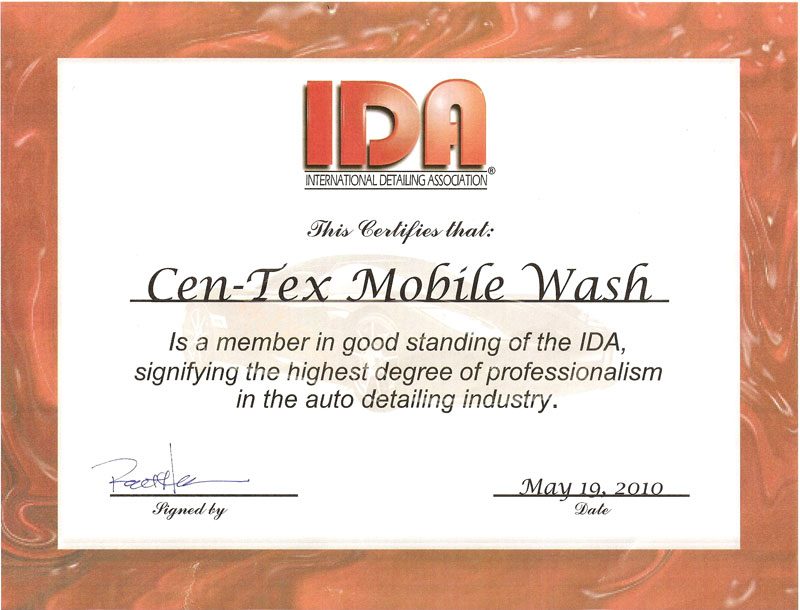 IDA
INTERNATIONAL DETAILING ASSOCIATION®
This Certifies that:
Cen-Tex Mobile Wash
Is a member in good standing of the IDA,
signifying the highest degree of professionalism
in the auto detailing industry.
May 19, 2010
Signed by
Date